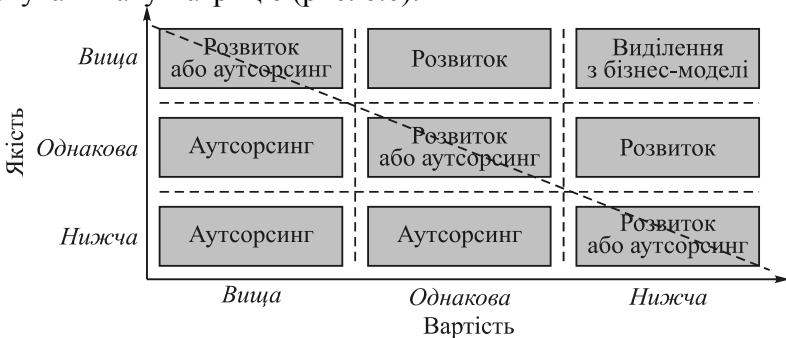 Вища
Розвиток
або аутсорсинг
Розвиток
Виділення
з бізнес-моделі
Якість
Однакова
Аутсорсинг
Розвиток
або аутсорсинг
Розвиток
Нижча
Аутсорсинг
Аутсорсинг
Розвиток
або аутсорсинг
Вища
Однакова
Нижча
Вартість